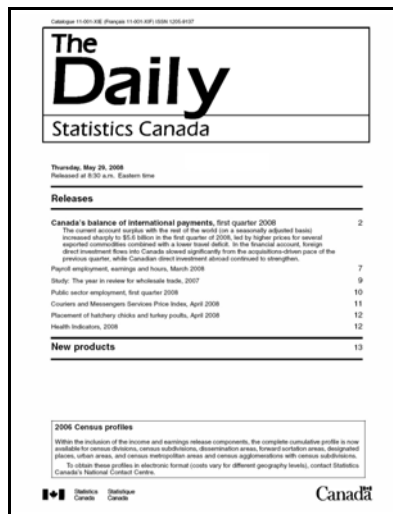 Catalogue 11-001-XIE (Français 11-001-XIF) ISSN 1205-9137
The
Daily
Statistics Canada
Thursday, May 29, 2008
Released at 8:30 a.m. Eastern time
Releases
Canada's balance of international payments, first quarter 2008 2
The current account surplus with the rest of the world (on a seasonally adjusted basis)
increased sharply to $5.6 billion in the first quarter of 2008, led by higher prices for several
exported commodities combined with a lower travel deficit. In the financial account, foreign
direct investment flows into Canada slowed significantly from the acquisitions-driven pace of the
previous quarter, while Canadian direct investment abroad continued to strengthen.
Payroll employment, earnings and hours, March 2008 7
Study: The year in review for wholesale trade, 2007 9
Public sector employment, first quarter 2008 10
Couriers and Messengers Services Price Index, April 2008 11
Placement of hatchery chicks and turkey poults, April 2008 12
Health Indicators, 2008 12
New products 13
2006 Census profiles
Within the inclusion of the income and earnings release components, the complete cumulative profile is now
available for census divisions, census subdivisions, dissemination areas, forward sortation areas, designated
places, urban areas, and census metropolitan areas and census agglomerations with census subdivisions.
To obtain these profiles in electronic format (costs vary for different geography levels), contact Statistics
Canada's National Contact Centre.
Statistics Statistique
Canada Canada
Canada